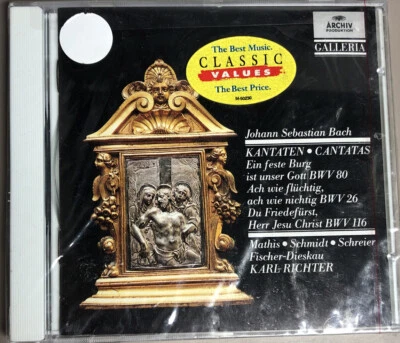 ARCHIV
PRODUKTION
GALLERIA
The Best Music.
CLASSIC
VALUES
The Best Price.
Johann Sebastian Bach
KANTATEN • CANTATAS
Ein feste Burg
ist unser Gott BWV 80
Ach wie flüchtig,
ach wie nichtig BWV 26
Du Friedefürst,
Herr Jesu Christ BWV 116
Mathis • Schmidt • Schreier
Fischer-Dieskau
KARL RICHTER